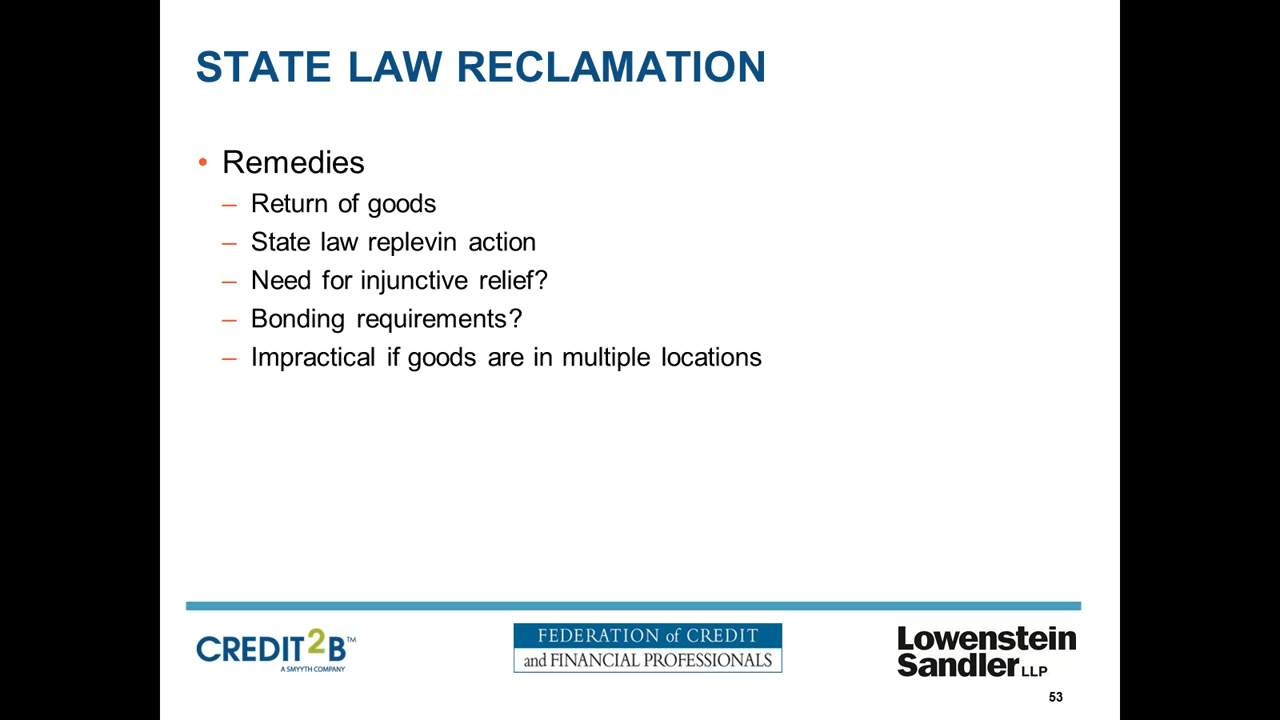 STATE LAW RECLAMATION
• Remedies
– Return of goods
– State law replevin action
– Need for injunctive relief?
– Bonding requirements?
– Impractical if goods are in multiple locations
CREDIT2B™
A SMYYTH COMPANY
FEDERATION of CREDIT
and FINANCIAL PROFESSIONALS
Lowenstein
Sandler LLP
53